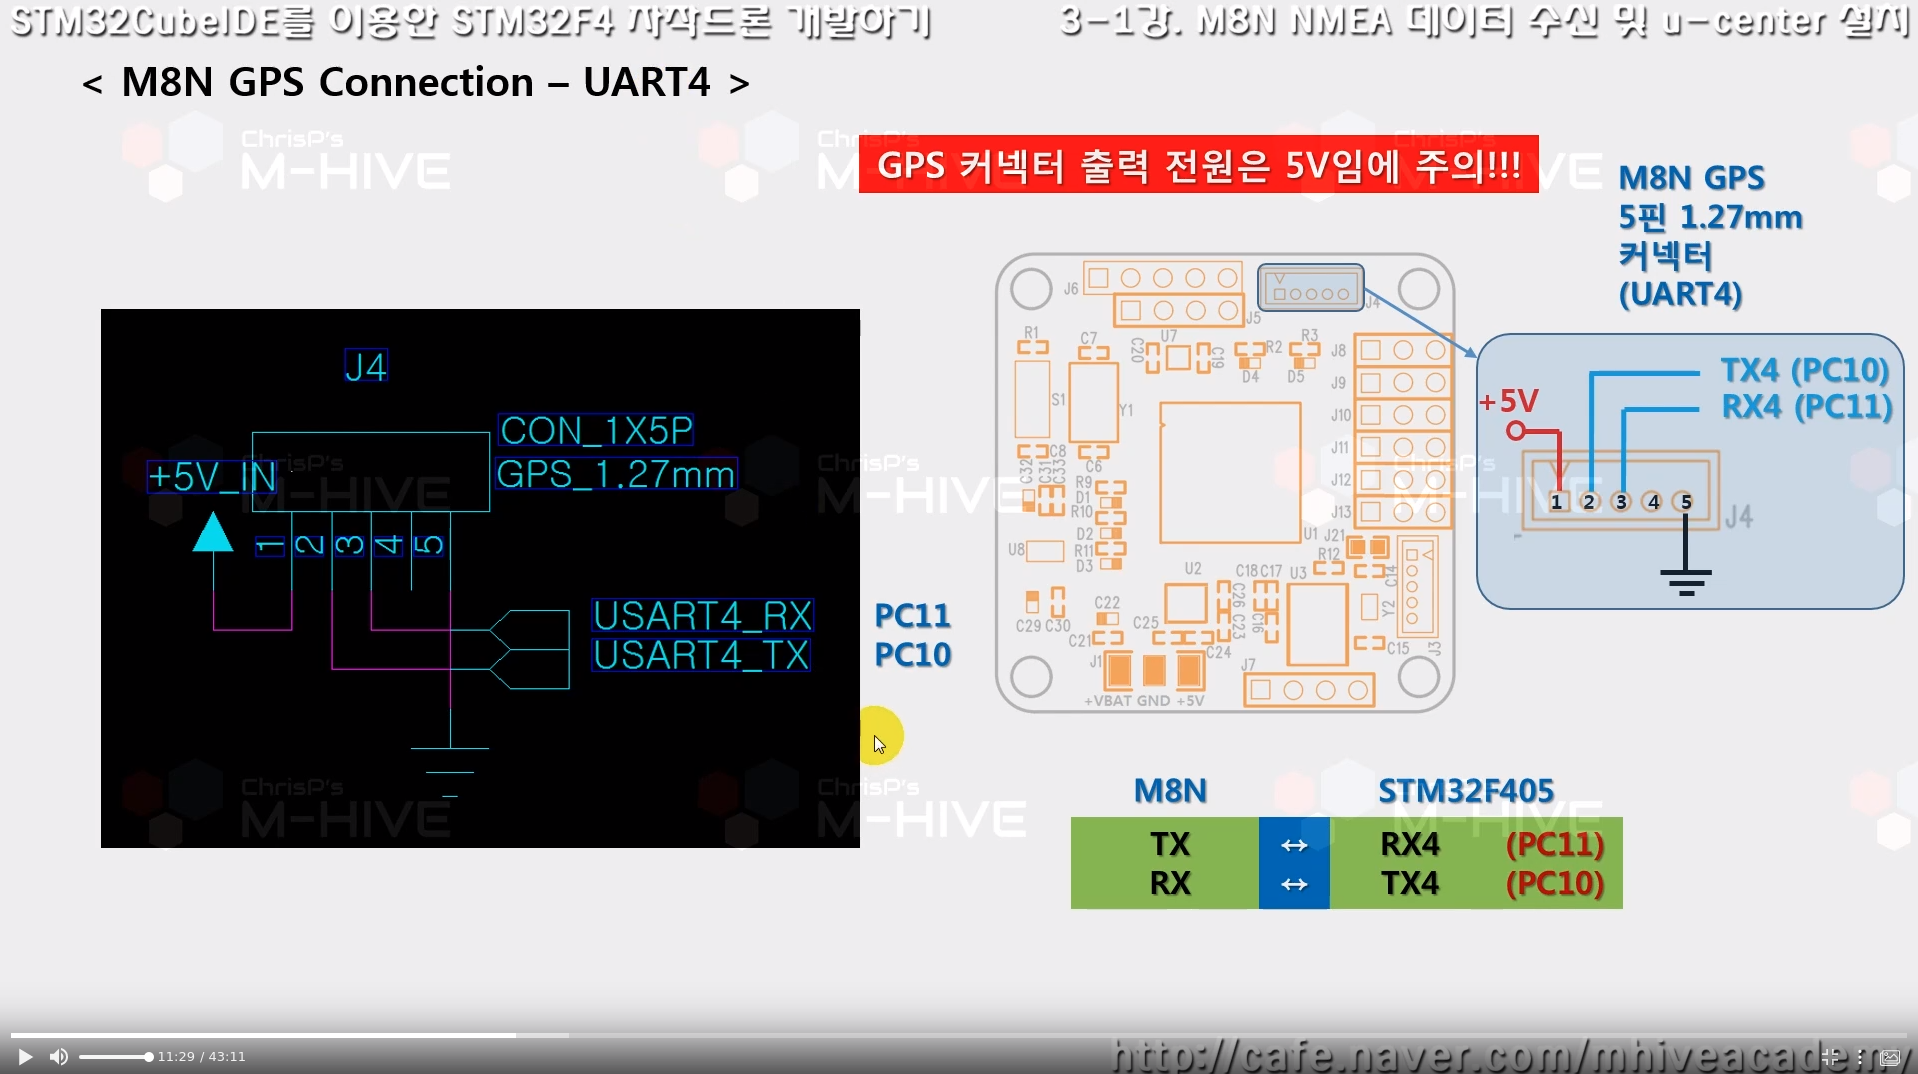 STM32CubeIDE를 이용한 STM32F4 자작드론 개발하기
3-1강. M8N NMEA 데이터 수신 및 u-center 설치
< M8N GPS Connection – UART4 >
ChrisP's
M-HIVE
GPS 커넥터 출력 전원은 5V임에 주의!!!
M8N GPS
5핀 1.27mm
커넥터
(UART4)
J4
CON_1X5P
GPS_1.27mm
+5V_IN
1 2 3 4 5
USART4_RX
USART4_TX
PC11
PC10
J6
J5
J4
R1
C7
C20
U7
C19
R2
R3
D4
D5
J8
J9
J10
J11
J12
J13
S1
Y1
C32
C31
C33
C8
C6
R9
D1
R10
D2
R11
D3
U8
U1
J21
R12
C29
C30
C22
C21
C25
U2
C26
C23
C24
C18
C17
C16
U3
C14
Y2
C15
J3
J1
J7
+VBAT GND +5V
+5V
TX4 (PC10)
RX4 (PC11)
1 2 3 4 5
J4
M8N STM32F405
TX ↔ RX4 (PC11)
RX ↔ TX4 (PC10)
11:29 / 43:11
http://cafe.naver.com/mhiveacademy